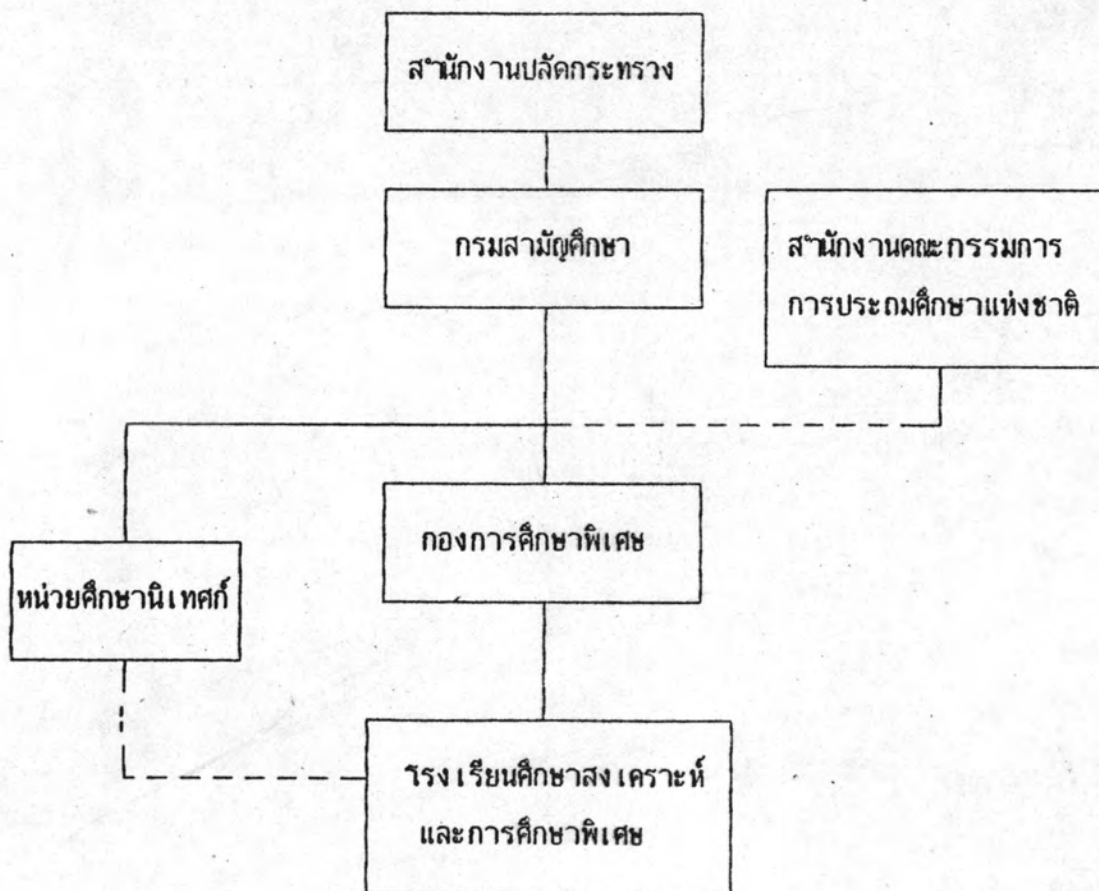 สำนักงานปลัดกระทรวง
กรมสามัญศึกษา
สำนักงานคณะกรรมการ
การประถมศึกษาแห่งชาติ
กองการศึกษาพิเศษ
หน่วยศึกษานิเทศก์
โรงเรียนศึกษาสงเคราะห์
และการศึกษาพิเศษ